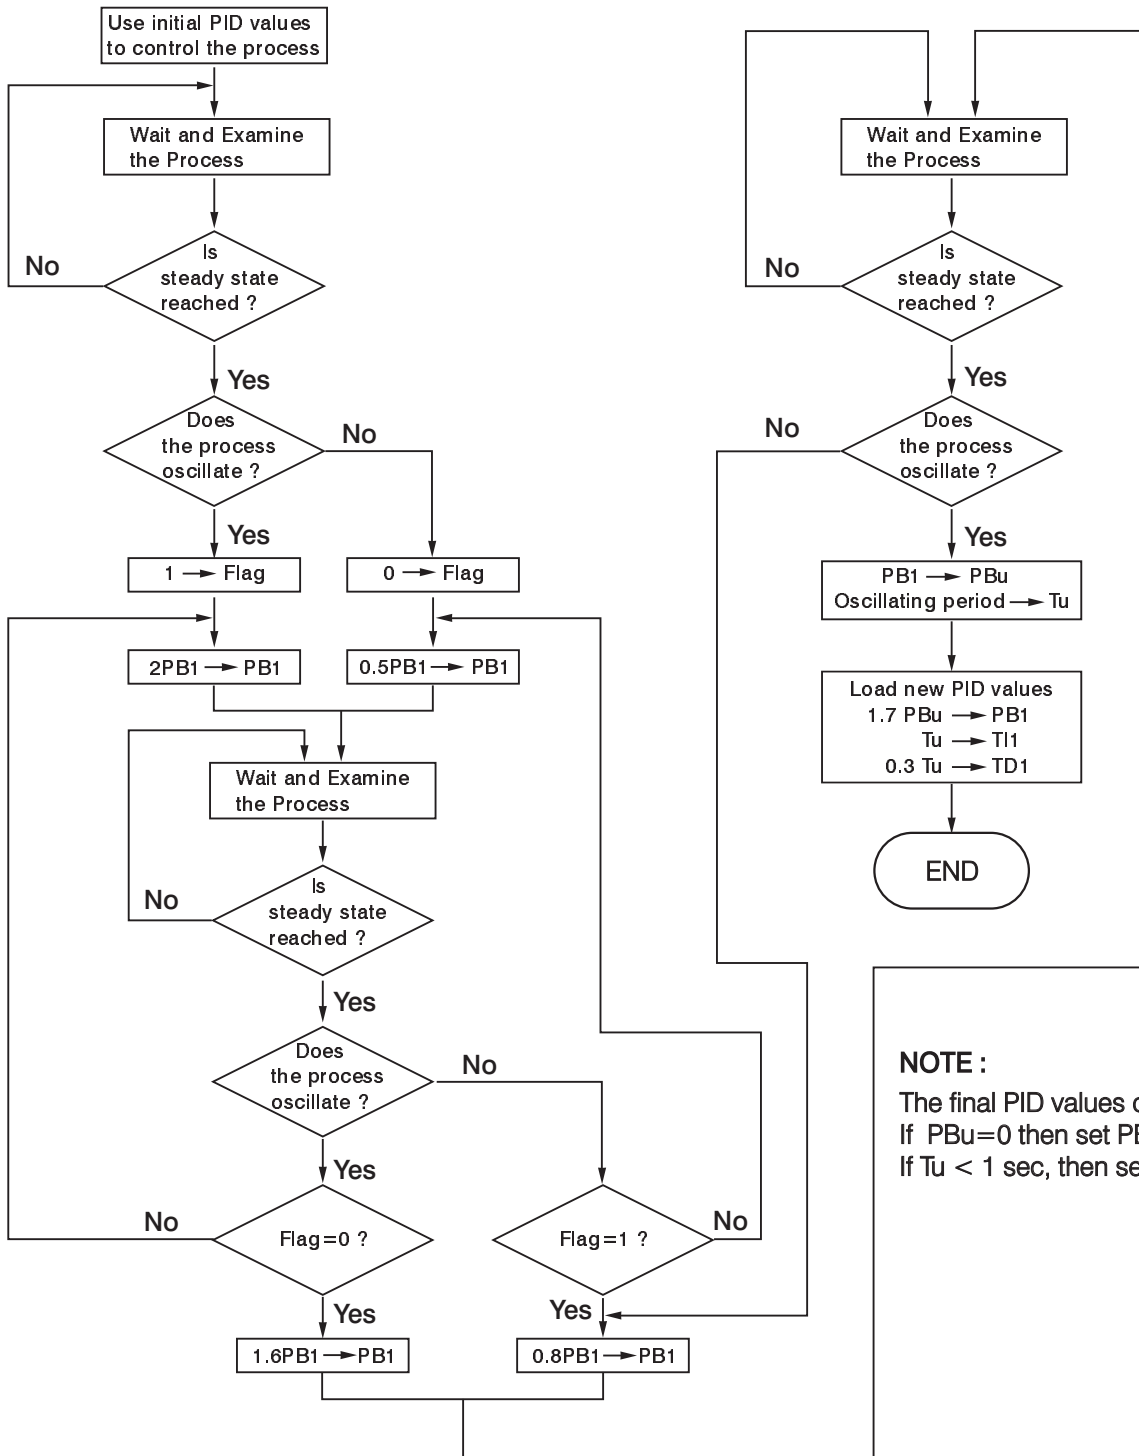 Use initial PID values
to control the process
Wait and Examine
the Process
Is
steady state
reached ?
No
Yes
Does
the process
oscillate ?
No
Yes
1 → Flag
0 → Flag
2PB1 → PB1
0.5PB1 → PB1
Wait and Examine
the Process
Is
steady state
reached ?
No
Yes
Does
the process
oscillate ?
No
Yes
Flag=0 ?
No
Yes
Flag=1 ?
No
Yes
1.6PB1 → PB1
0.8PB1 → PB1
Wait and Examine
the Process
Is
steady state
reached ?
No
Yes
Does
the process
oscillate ?
No
Yes
PB1 → PBu
Oscillating period → Tu
Load new PID values
1.7 PBu → PB1
Tu → TI1
0.3 Tu → TD1
END
NOTE :
The final PID values
If PBu=0 then set
If Tu < 1 sec, then